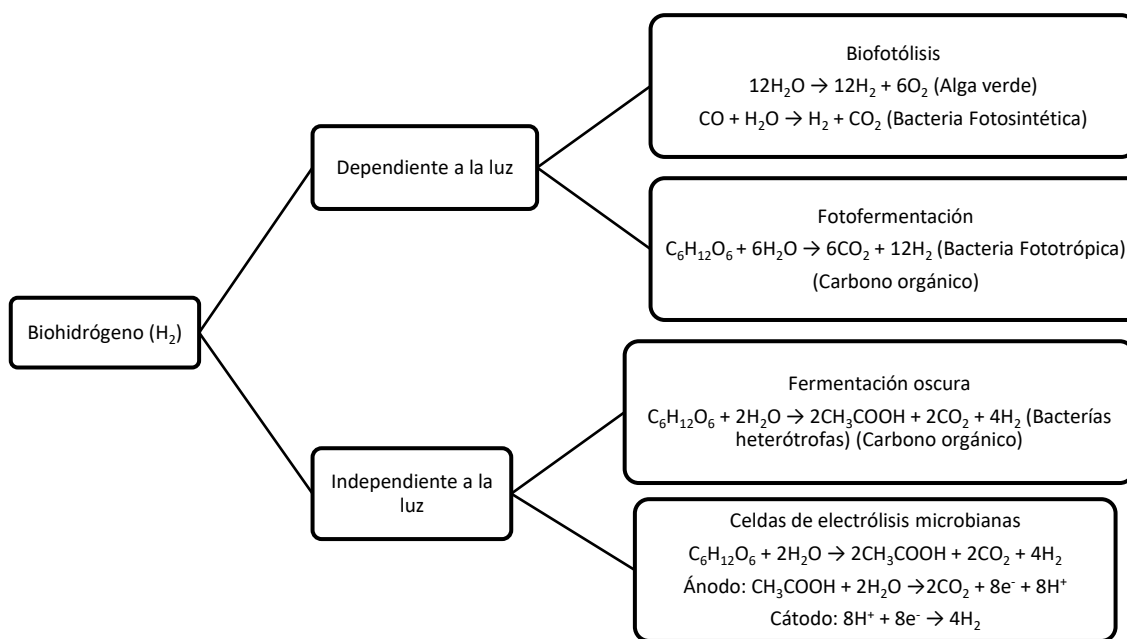 Biohidrógeno (H₂)
Dependiente a la luz
Biofotólisis
12H₂O → 12H₂ + 6O₂ (Alga verde)
CO + H₂O → H₂ + CO₂ (Bacteria Fotosintética)
Fotofermentación
C₆H₁₂O₆ + 6H₂O → 6CO₂ + 12H₂ (Bacteria Fototrópica)
(Carbono orgánico)
Independiente a la
luz
Fermentación oscura
C₆H₁₂O₆ + 2H₂O → 2CH₃COOH + 2CO₂ + 4H₂ (Bacterías
heterótrofas) (Carbono orgánico)
Celdas de electrólisis microbianas
C₆H₁₂O₆ + 2H₂O → 2CH₃COOH + 2CO₂ + 4H₂
Ánodo: CH₃COOH + 2H₂O →2CO₂ + 8e⁻ + 8H⁺
Cátodo: 8H⁺ + 8e⁻ → 4H₂